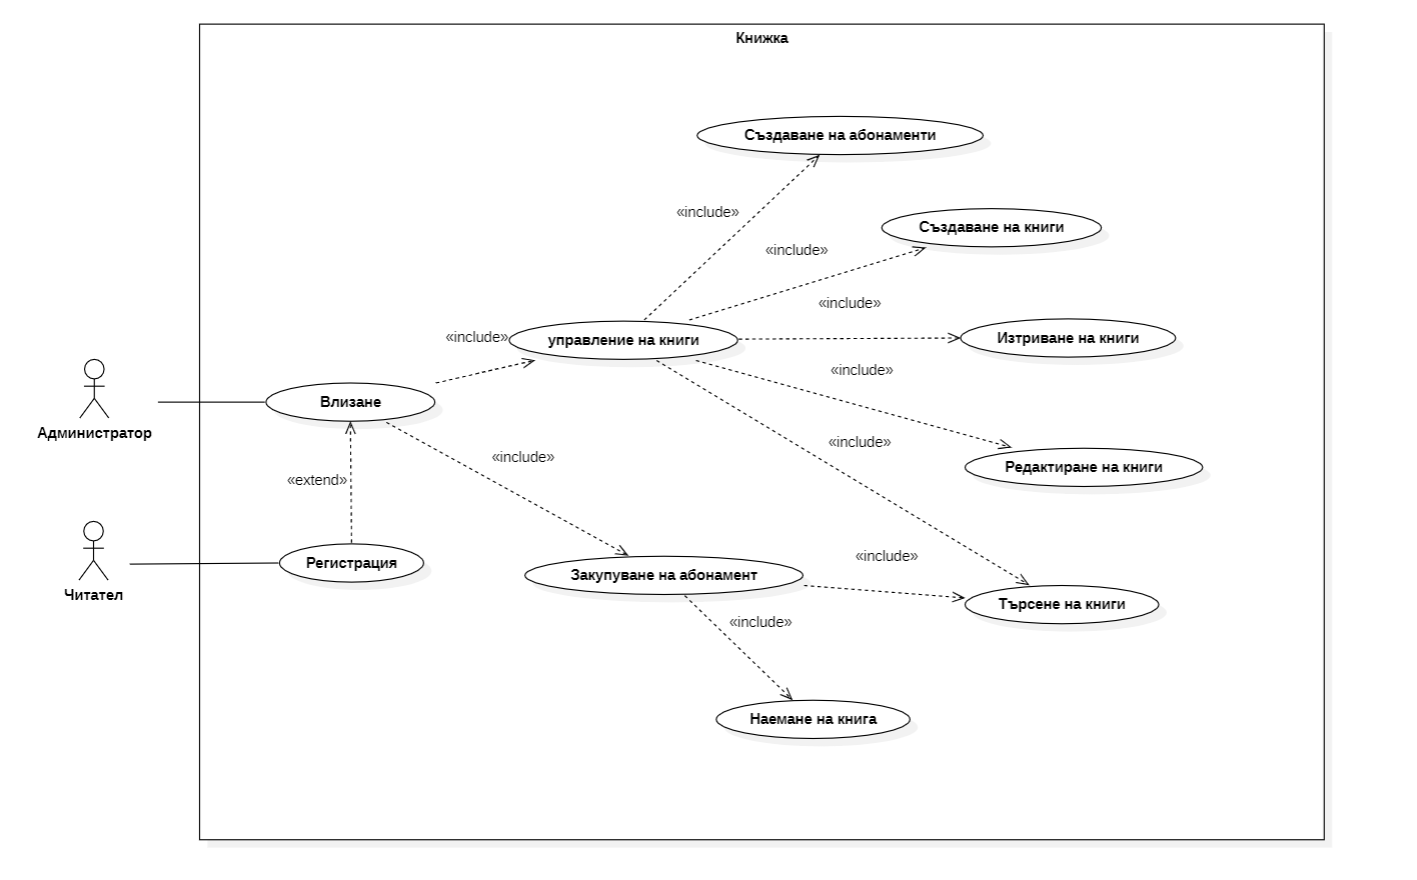 Книжка
Създаване на абонаменти
«include»
Създаване на книги
«include»
«include»
«include»
управление на книги
Изтриване на книги
«include»
Администратор
Влизане
«include»
«include»
Редактиране на книги
«extend»
Читател
Регистрация
«include»
Закупуване на абонамент
Търсене на книги
«include»
Наемане на книга